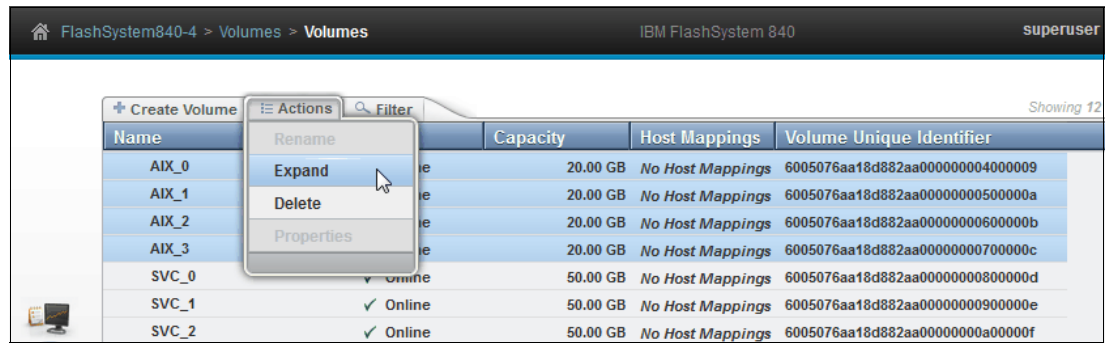 FlashSystem840-4 > Volumes > Volumes IBM FlashSystem 840 superuser
Create Volume Actions Filter Showing 12
Name Capacity Host Mappings Volume Unique Identifier
Rename
Expand
Delete
Properties
AIX_0 20.00 GB No Host Mappings 6005076aa18d882aa000000004000009
AIX_1 20.00 GB No Host Mappings 6005076aa18d882aa00000000500000a
AIX_2 20.00 GB No Host Mappings 6005076aa18d882aa00000000600000b
AIX_3 20.00 GB No Host Mappings 6005076aa18d882aa00000000700000c
SVC_0 Online 50.00 GB No Host Mappings 6005076aa18d882aa00000000800000d
SVC_1 Online 50.00 GB No Host Mappings 6005076aa18d882aa00000000900000e
SVC_2 Online 50.00 GB No Host Mappings 6005076aa18d882aa00000000a00000f